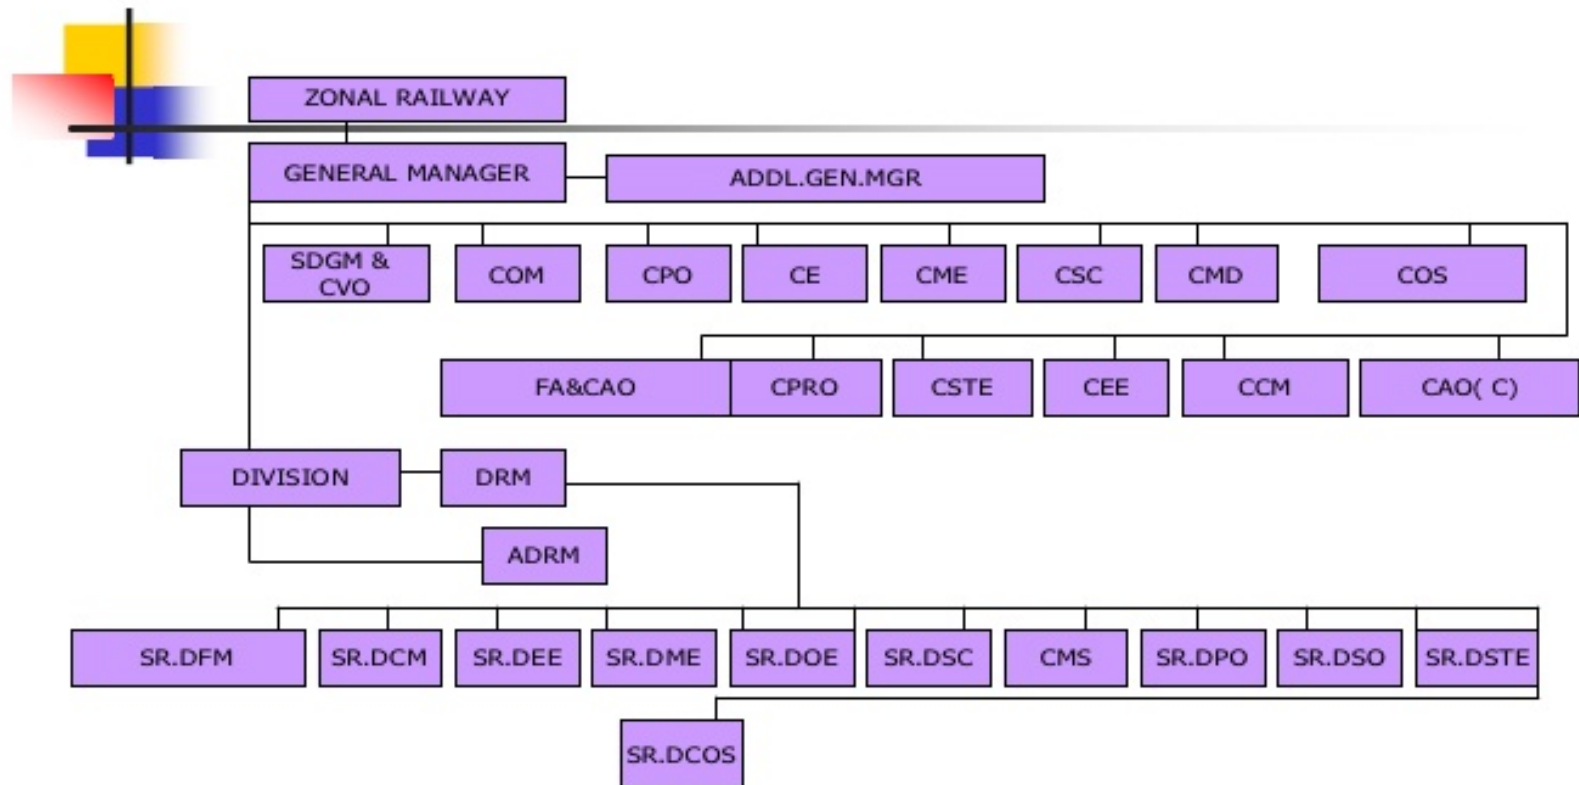 ZONAL RAILWAY
GENERAL MANAGER
ADDL.GEN.MGR
SDGM &
CVO
COM
CPO
CE
CME
CSC
CMD
COS
FA&CAO
CPRO
CSTE
CEE
CCM
CAO( C)
DIVISION
DRM
ADRM
SR.DFM
SR.DCM
SR.DEE
SR.DME
SR.DOE
SR.DSC
CMS
SR.DPO
SR.DSO
SR.DSTE
SR.DCOS